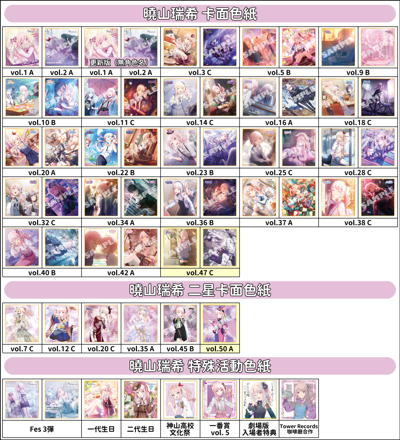 曉山瑞希 卡面色紙
更新版（無角色名）
vol.1 A vol.2 A vol.1 A vol.2 A vol.3 C vol.5 B vol.9 B
vol.10 B vol.11 C vol.14 C vol.16 A vol.18 C
vol.20 A vol.22 B vol.23 B vol.25 C vol.28 C
vol.32 C vol.34 A vol.36 B vol.37 A vol.38 C
vol.40 B vol.42 A vol.47 C
曉山瑞希 二星卡面色紙
vol.7 C vol.12 C vol.20 C vol.35 A vol.45 B vol.50 A
曉山瑞希 特殊活動色紙
Fes 3彈 一代生日 二代生日 神山高校 文化祭 一番賞 vol. 5 劇場版 入場者特典 Tower Records 咖啡廳合作